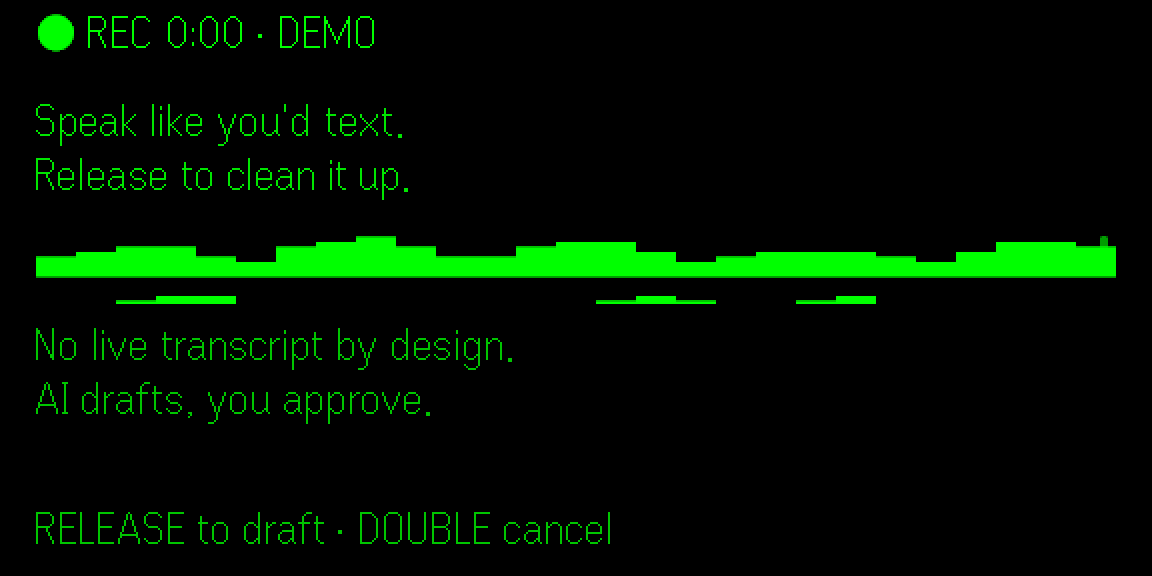 REC 0:00 · DEMO
Speak like you'd text.
Release to clean it up.
No live transcript by design.
AI drafts, you approve.
RELEASE to draft · DOUBLE cancel